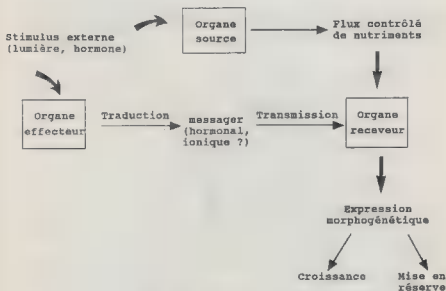 Stimulus externe
(lumière, hormone)
Organe
source
Flux contrôlé
de nutriments
Organe
effecteur
Traduction
messager
(hormonal,
ionique ?)
Transmission
Organe
receveur
Expression
morphogénétique
Croissance
Mise en
réserve